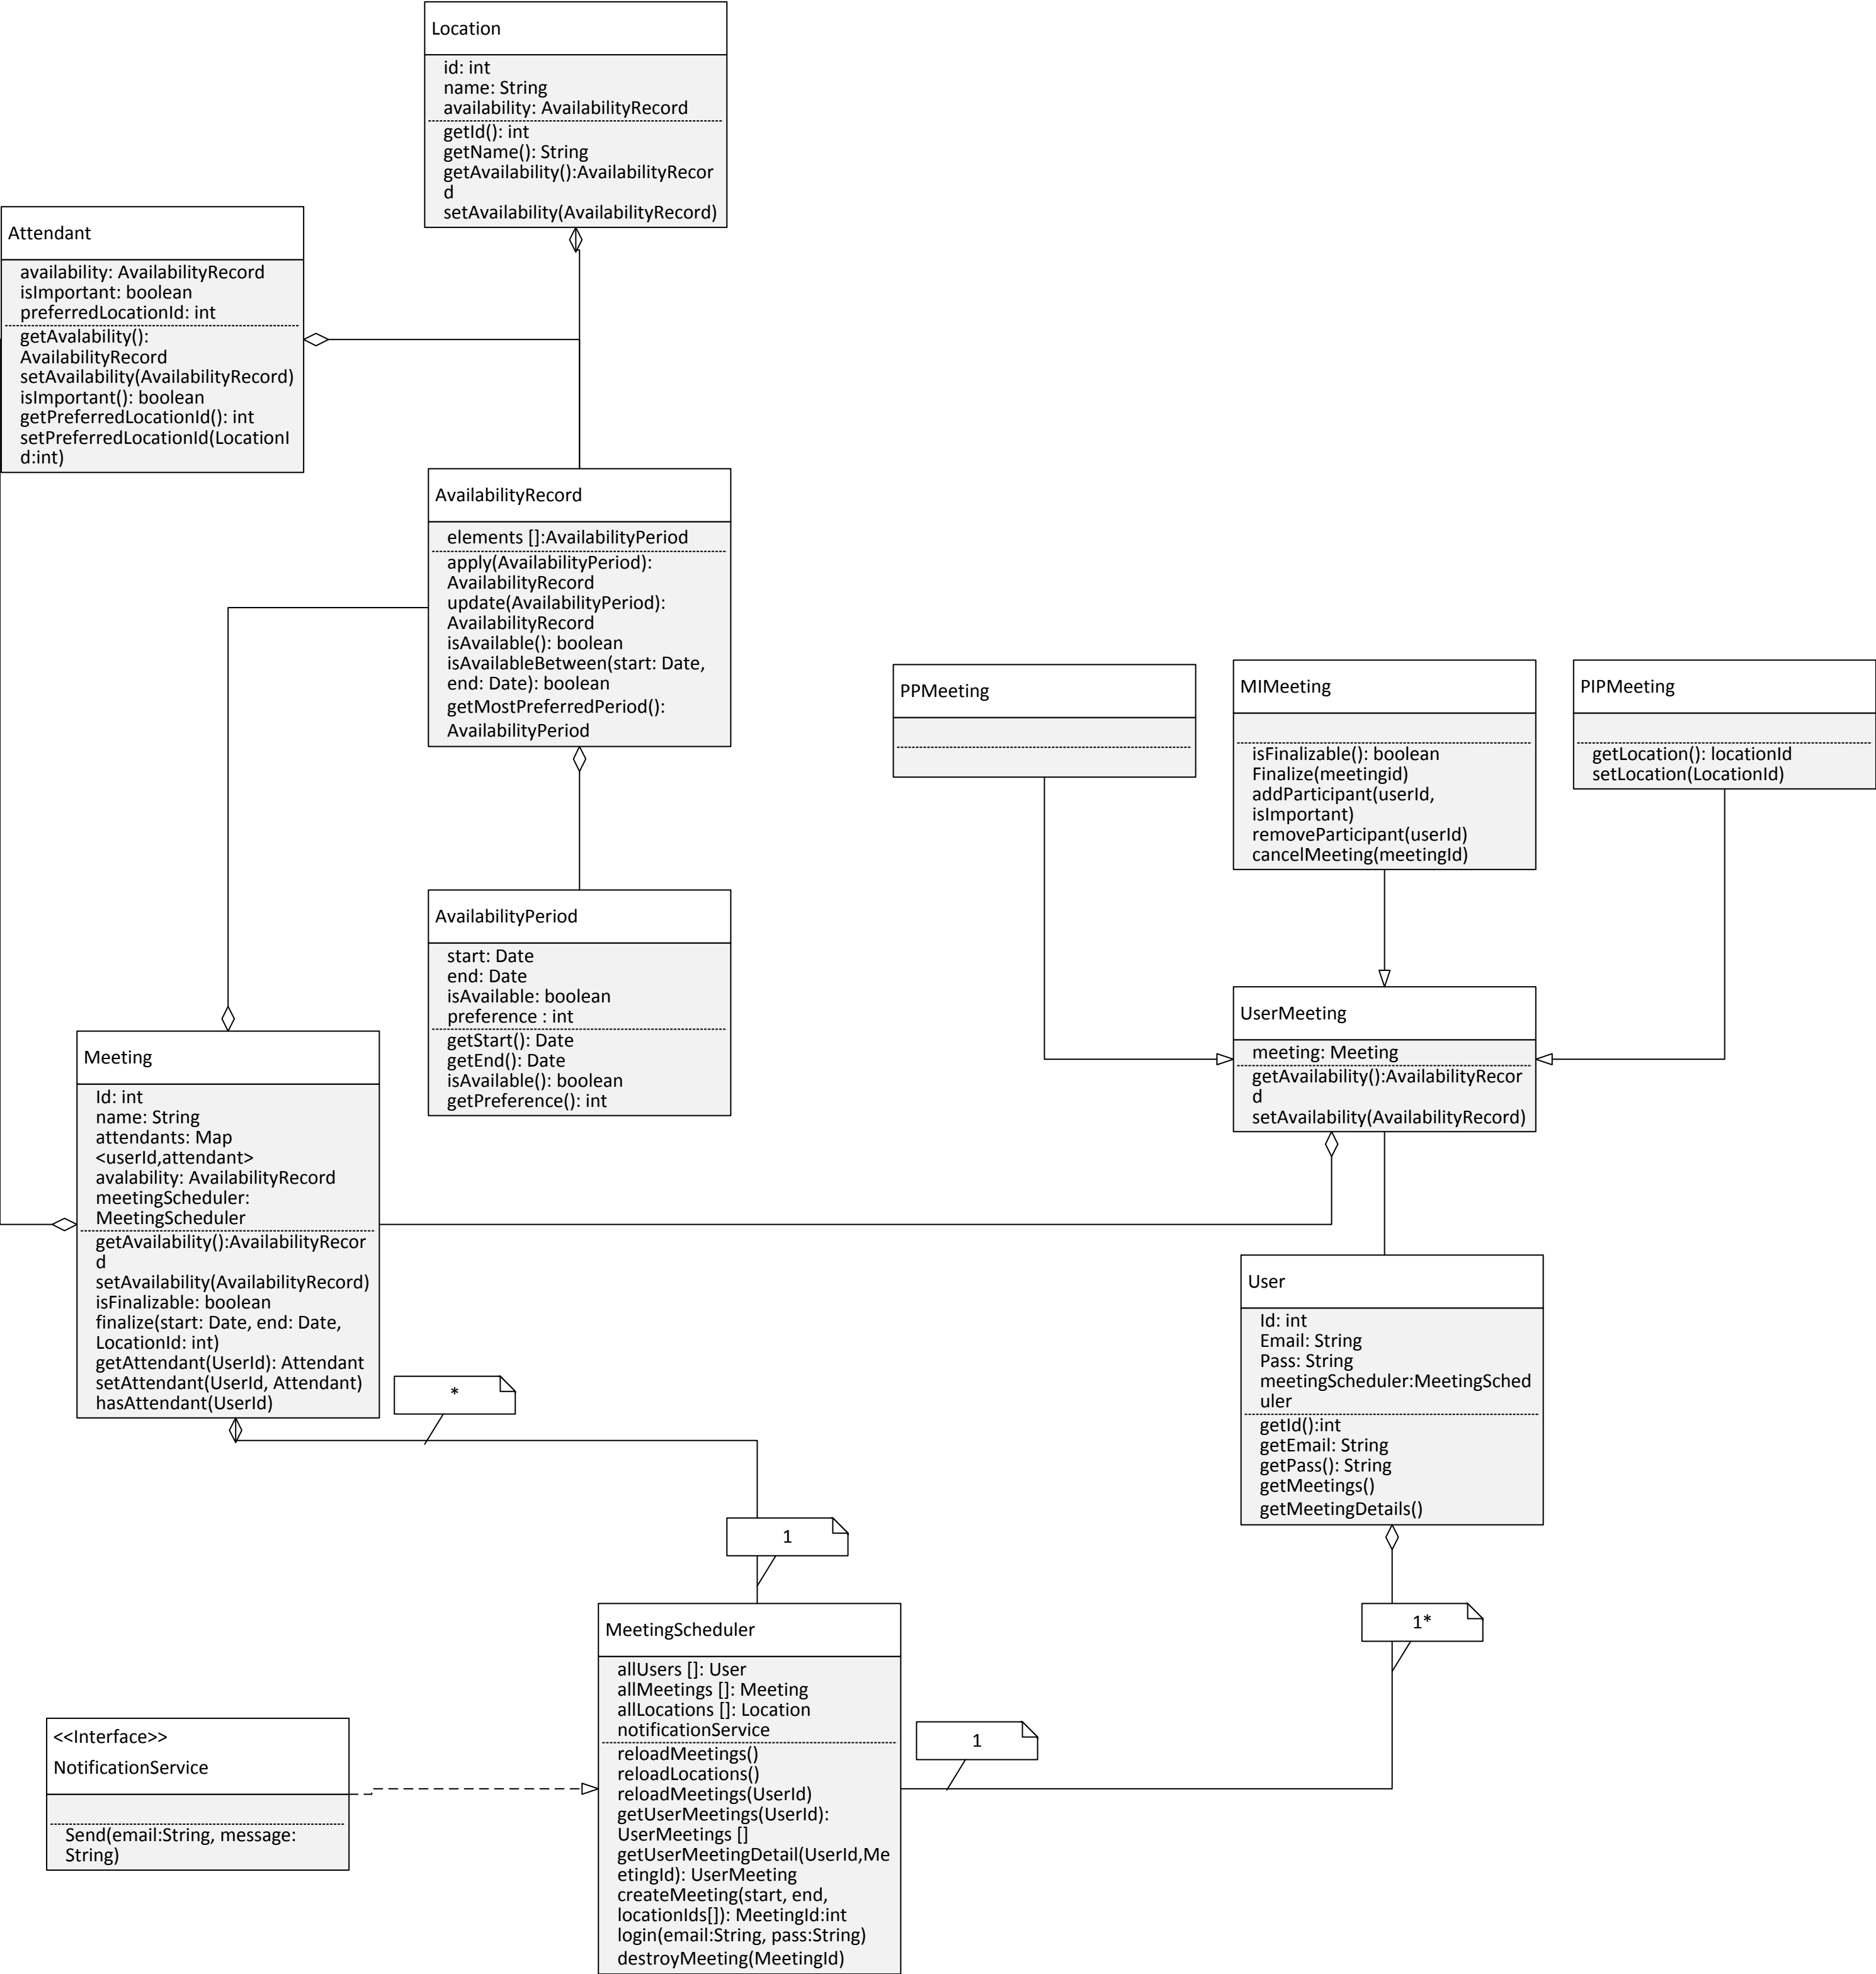 Location
id: int
name: String
availability: AvailabilityRecord
getId(): int
getName(): String
getAvailability():AvailabilityRecor
d
setAvailability(AvailabilityRecord)
Attendant
availability: AvailabilityRecord
isImportant: boolean
preferredLocationId: int
getAvalability():
AvailabilityRecord
setAvailability(AvailabilityRecord)
isImportant(): boolean
getPreferredLocationId(): int
setPreferredLocationId(LocationI
d:int)
AvailabilityRecord
elements []:AvailabilityPeriod
apply(AvailabilityPeriod):
AvailabilityRecord
update(AvailabilityPeriod):
AvailabilityRecord
isAvailable(): boolean
isAvailableBetween(start: Date,
end: Date): boolean
getMostPreferredPeriod():
AvailabilityPeriod
PPMeeting
MIMeeting
isFinalizable(): boolean
Finalize(meetingid)
addParticipant(userId,
isImportant)
removeParticipant(userId)
cancelMeeting(meetingId)
PIPMeeting
getLocation(): locationId
setLocation(LocationId)
AvailabilityPeriod
start: Date
end: Date
isAvailable: boolean
preference : int
getStart(): Date
getEnd(): Date
isAvailable(): boolean
getPreference(): int
UserMeeting
meeting: Meeting
getAvailability():AvailabilityRecor
d
setAvailability(AvailabilityRecord)
Meeting
Id: int
name: String
attendants: Map
<userId,attendant>
avalability: AvailabilityRecord
meetingScheduler:
MeetingScheduler
getAvailability():AvailabilityRecor
d
setAvailability(AvailabilityRecord)
isFinalizable: boolean
finalize(start: Date, end: Date,
LocationId: int)
getAttendant(UserId): Attendant
setAttendant(UserId, Attendant)
hasAttendant(UserId)
User
Id: int
Email: String
Pass: String
meetingScheduler:MeetingSched
uler
getId():int
getEmail: String
getPass(): String
getMeetings()
getMeetingDetails()
*
1
1*
1
MeetingScheduler
allUsers []: User
allMeetings []: Meeting
allLocations []: Location
notificationService
reloadMeetings()
reloadLocations()
reloadMeetings(UserId)
getUserMeetings(UserId):
UserMeetings []
getUserMeetingDetail(UserId,Me
etingId): UserMeeting
createMeeting(start, end,
locationIds[]): MeetingId:int
login(email:String, pass:String)
destroyMeeting(MeetingId)
<<Interface>>
NotificationService
Send(email:String, message:
String)